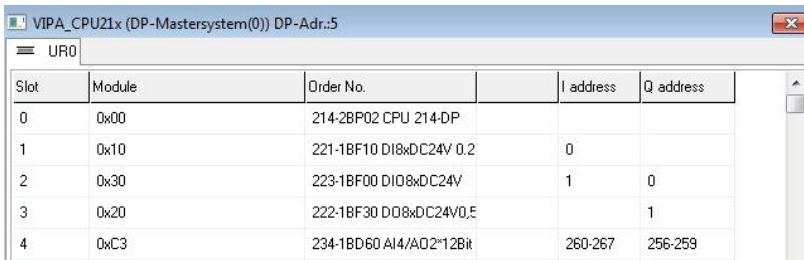 VIPA_CPU21x (DP-Mastersystem(0)) DP-Adr.:5
UR0
Slot Module Order No. I address Q address
0 0x00 214-2BP02 CPU 214-DP
1 0x10 221-1BF10 DI8xDC24V 0.2 0
2 0x30 223-1BF00 DIO8xDC24V 1 0
3 0x20 222-1BF30 DO8xDC24V0,5 1
4 0xC3 234-1BD60 AI4/AO2*12Bit 260-267 256-259